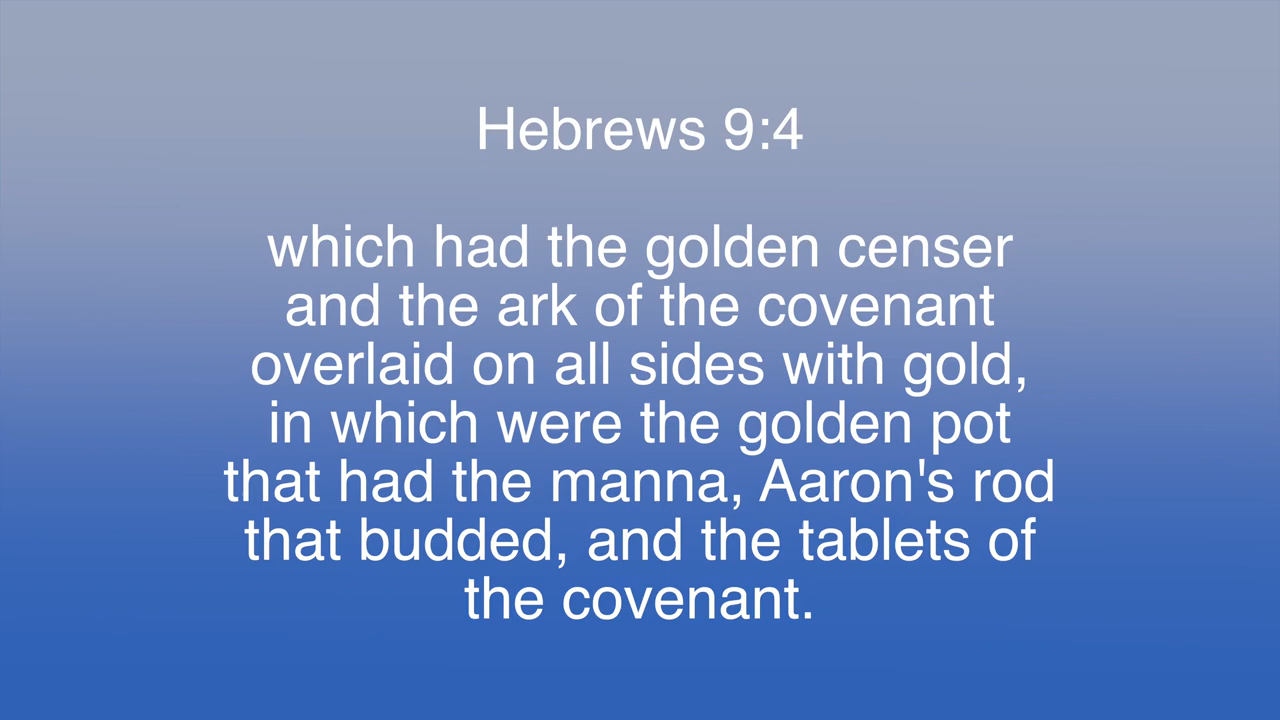 Hebrews 9:4
which had the golden censer
and the ark of the covenant
overlaid on all sides with gold,
in which were the golden pot
that had the manna, Aaron's rod
that budded, and the tablets of
the covenant.